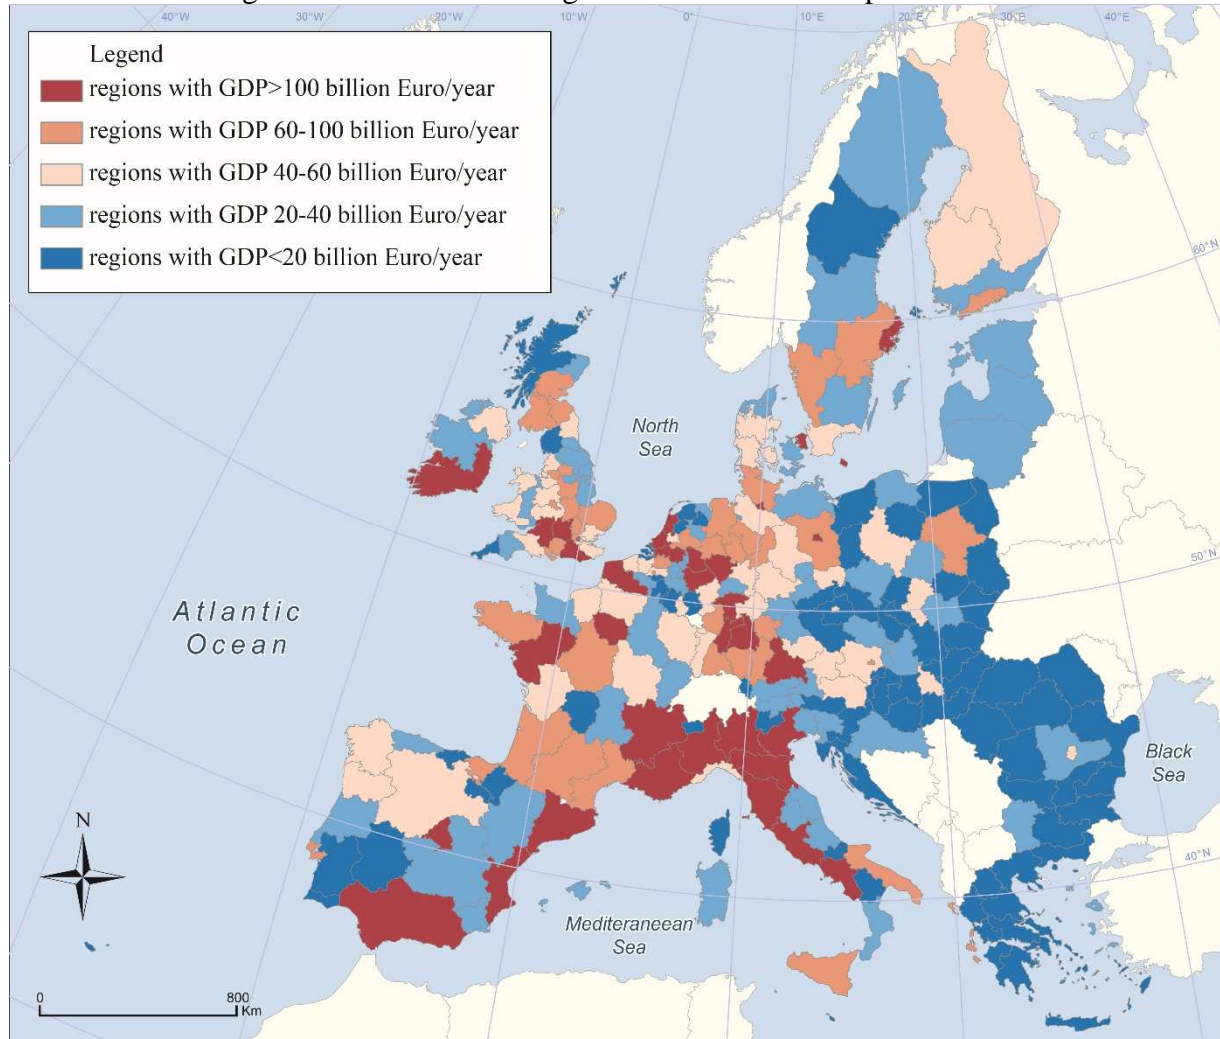 40°W
20°W
10°W
0°
10°E
20°E
30°E
40°E
Legend
regions with GDP>100 billion Euro/year
regions with GDP 60-100 billion Euro/year
regions with GDP 40-60 billion Euro/year
regions with GDP 20-40 billion Euro/year
regions with GDP<20 billion Euro/year
60°N
North
Sea
50°N
Atlantic
Ocean
Black
Sea
N
40°N
Mediteraneean
Sea
0
800
Km